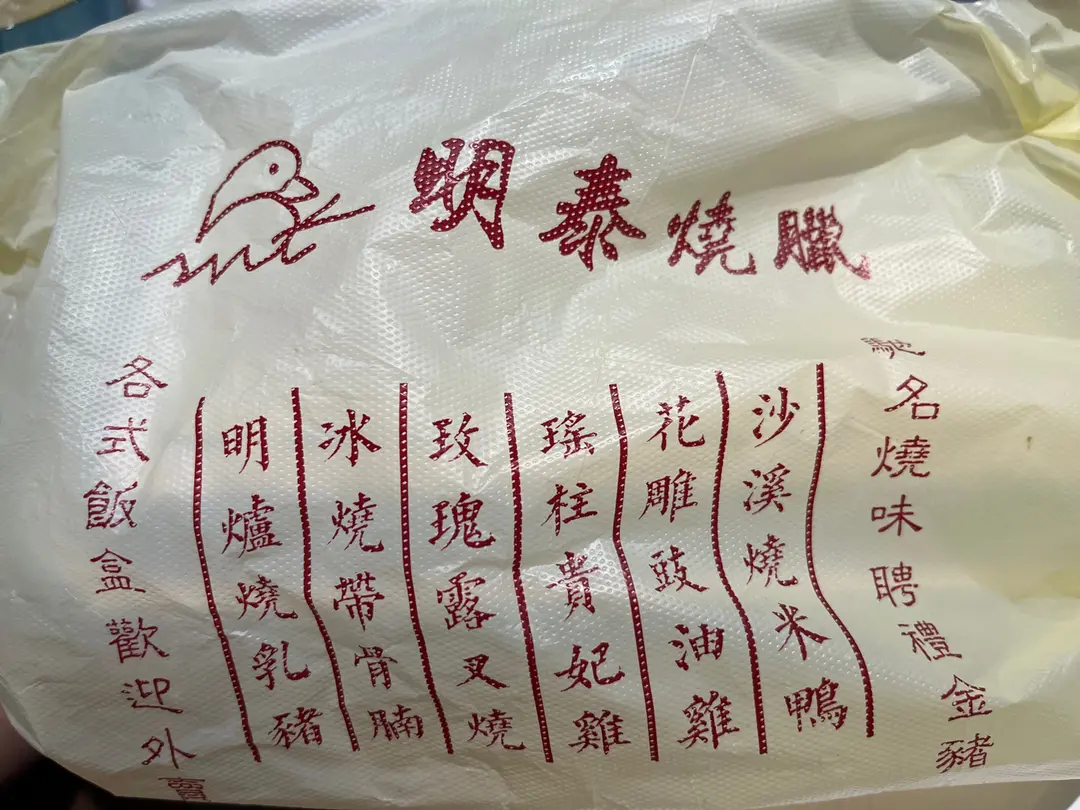 明泰燒臘
馳名燒味聘禮金豬
沙溪燒米鴨
花雕豉油雞
瑤柱貴妃雞
玫瑰露叉燒
冰燒帶骨腩
明爐燒乳豬
各式飯盒歡迎外賣